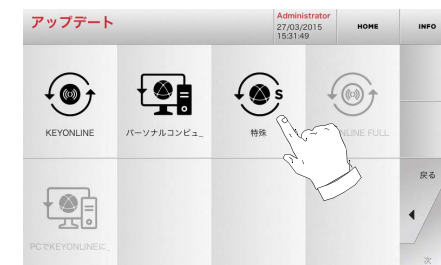 アップデート
Administrator
27/03/2015
15:31:49
HOME
INFO
S
KEYONLINE
パーソナルコンピュ_
特殊
NLINE FULL
戻る
PCでKEYONLINEに_
次